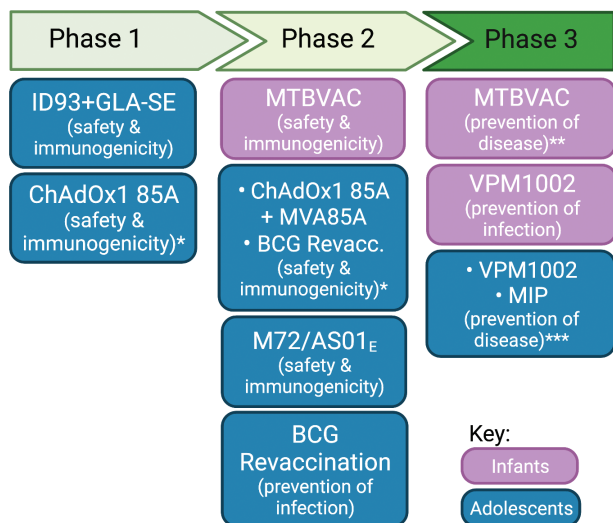 Phase 1
Phase 2
Phase 3
ID93+GLA-SE
(safety &
immunogenicity)
ChAdOx1 85A
(safety &
immunogenicity)*
MTBVAC
(safety &
immunogenicity)
• ChAdOx1 85A
+ MVA85A
• BCG Revacc.
(safety &
immunogenicity)*
M72/AS01E
(safety &
immunogenicity)
BCG
Revaccination
(prevention of
infection)
MTBVAC
(prevention of
disease)**
VPM1002
(prevention of
infection)
• VPM1002
• MIP
(prevention of
disease)***
Key:
Infants
Adolescents